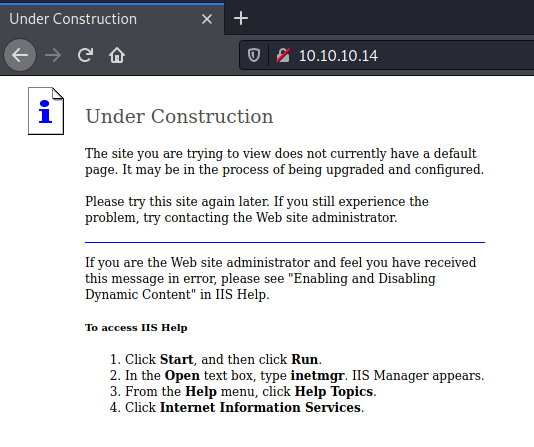 Under Construction
10.10.10.14
Under Construction
The site you are trying to view does not currently have a default
page. It may be in the process of being upgraded and configured.
Please try this site again later. If you still experience the
problem, try contacting the Web site administrator.
If you are the Web site administrator and feel you have received
this message in error, please see "Enabling and Disabling
Dynamic Content" in IIS Help.
To access IIS Help
1. Click Start, and then click Run.
2. In the Open text box, type inetmgr. IIS Manager appears.
3. From the Help menu, click Help Topics.
4. Click Internet Information Services.